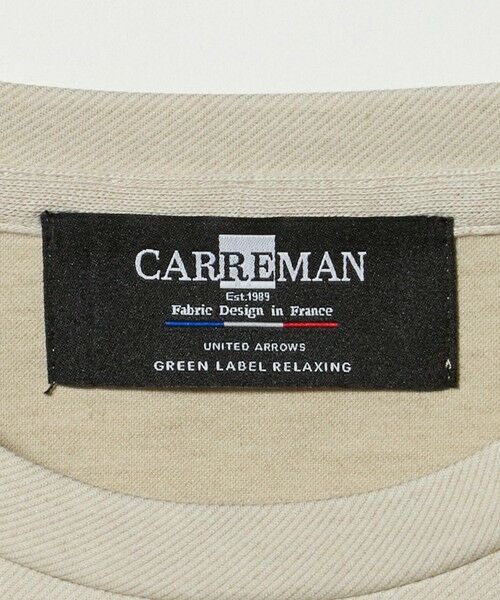 CARREMAN
Est.1989
Fabric Design in France
UNITED ARROWS
GREEN LABEL RELAXING